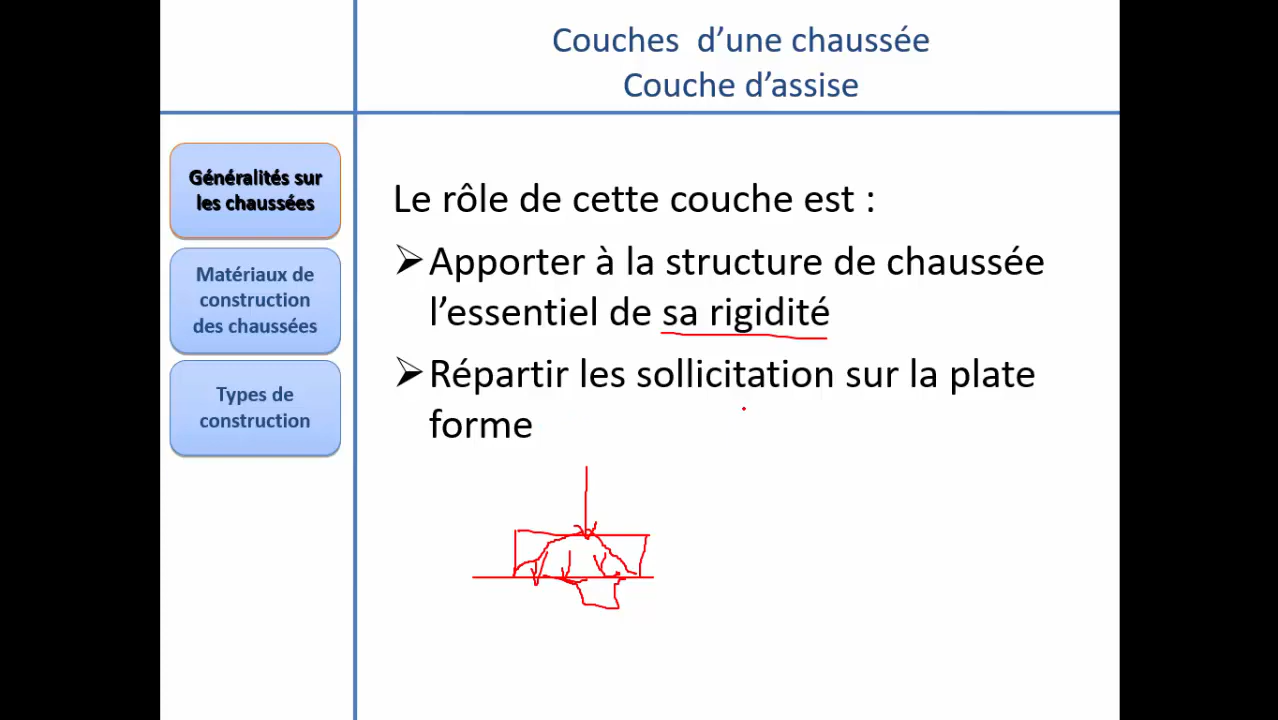 Couches d’une chaussée
Couche d’assise
Généralités sur
les chaussées
Matériaux de
construction
des chaussées
Types de
construction
Le rôle de cette couche est :
Apporter à la structure de chaussée
l’essentiel de sa rigidité
Répartir les sollicitation sur la plate
forme